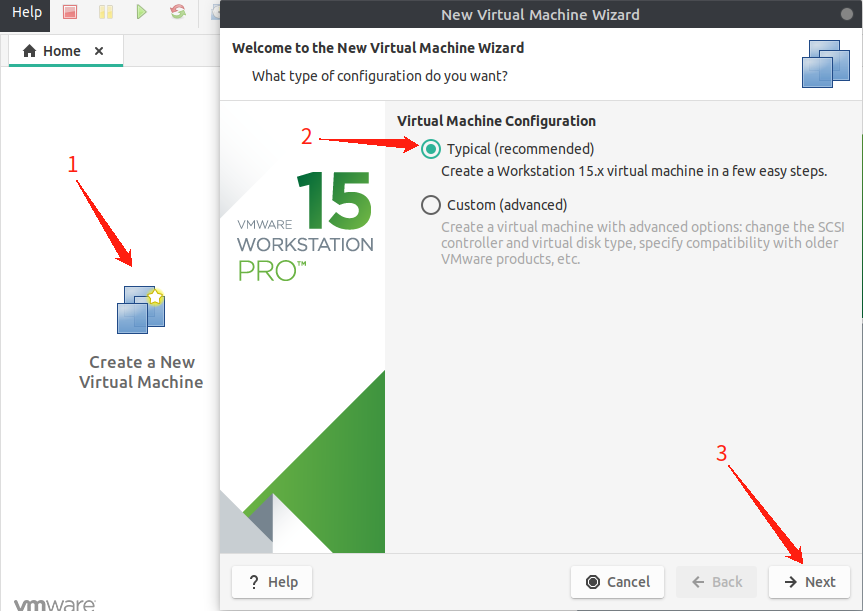 Help
New Virtual Machine Wizard
Home ×
Welcome to the New Virtual Machine Wizard
What type of configuration do you want?
1
Create a New
Virtual Machine
2
15
VMWARE
WORKSTATION
PRO™
Virtual Machine Configuration
Typical (recommended)
Create a Workstation 15.x virtual machine in a few easy steps.
Custom (advanced)
Create a virtual machine with advanced options: change the SCSI
controller and virtual disk type, specify compatibility with older
VMware products, etc.
3
? Help
Cancel
Back
Next
vmware